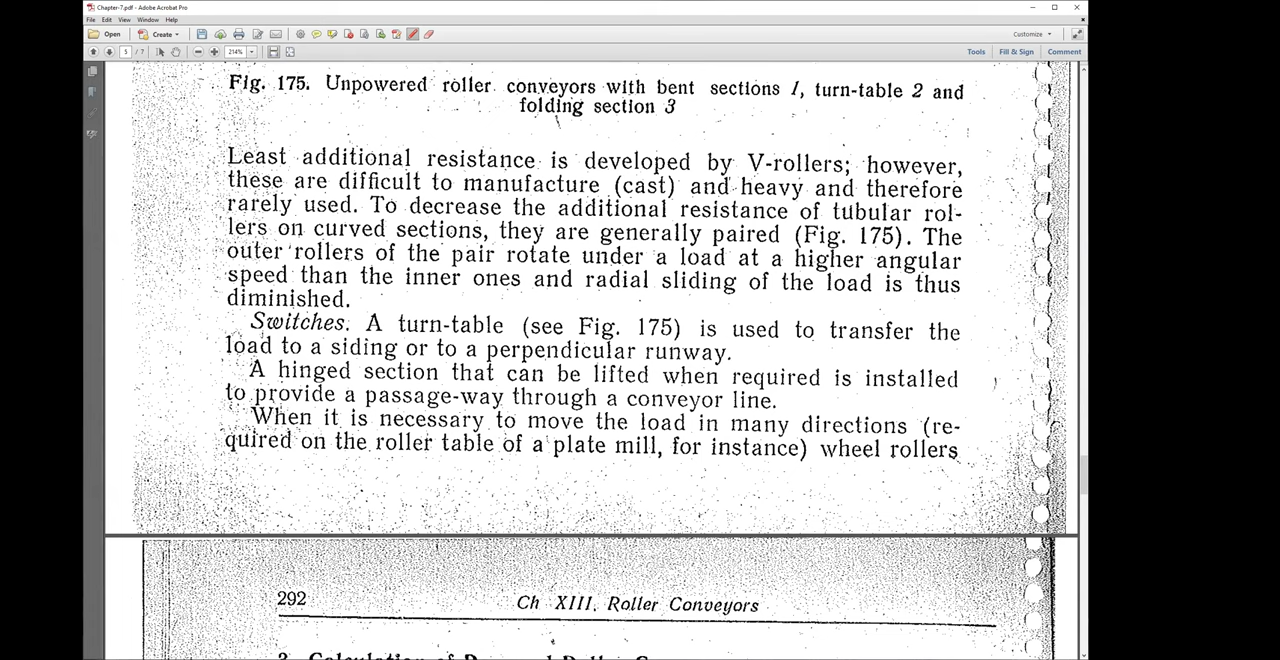 Chapter-7.pdf - Adobe Acrobat Pro
File Edit View Window Help
Open Create Customize
5 / 7 214% Tools Fill & Sign Comment
Fig. 175. Unpowered roller conveyors with bent sections 1, turn-table 2 and
folding section 3
Least additional resistance is developed by V-rollers; however,
these are difficult to manufacture (cast) and heavy and therefore
rarely used. To decrease the additional resistance of tubular rol-
lers on curved sections, they are generally paired (Fig. 175). The
outer rollers of the pair rotate under a load at a higher angular
speed than the inner ones and radial sliding of the load is thus
diminished.
Switches. A turn-table (see Fig. 175) is used to transfer the
load to a siding or to a perpendicular runway.
A hinged section that can be lifted when required is installed
to provide a passage-way through a conveyor line.
When it is necessary to move the load in many directions (re-
quired on the roller table of a plate mill, for instance) wheel rollers
292 Ch XIII. Roller Conveyors